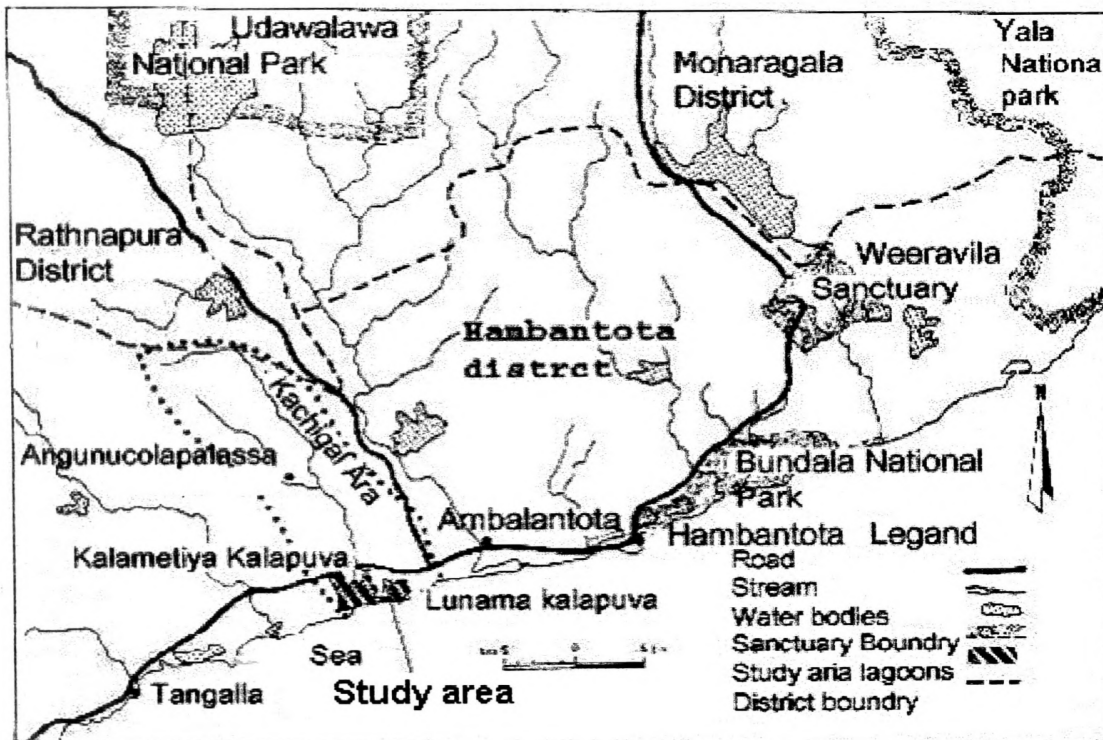 Udawalawa
National Park
Moharagala
District
Yala
Nationa
park
Rathnapura
District
Weeravila
Sanctuary
Hambantota
distrct
Kachigal Ara
Angunucolapalassa
N
Bundala National
Park
Ambalantota
Hambantota Legand
Kalametiya Kalapuva
Lunama kalapuva
Road
Stream
Water bodies
Sanctuary Boundry
Study aria lagoons
District boundry
Sea
0
Tangalla
Study area